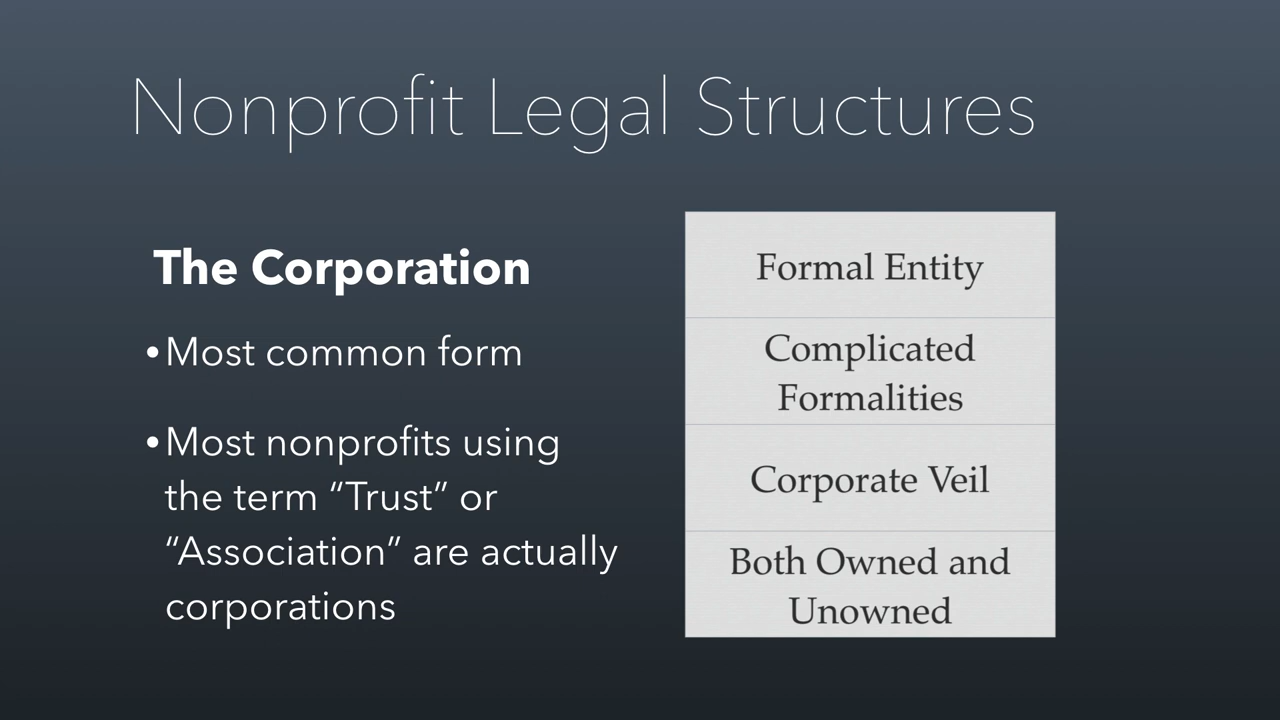 Nonprofit Legal Structures
The Corporation
•Most common form
•Most nonprofits using
the term “Trust” or
“Association” are actually
corporations
Formal Entity
Complicated
Formalities
Corporate Veil
Both Owned and
Unowned